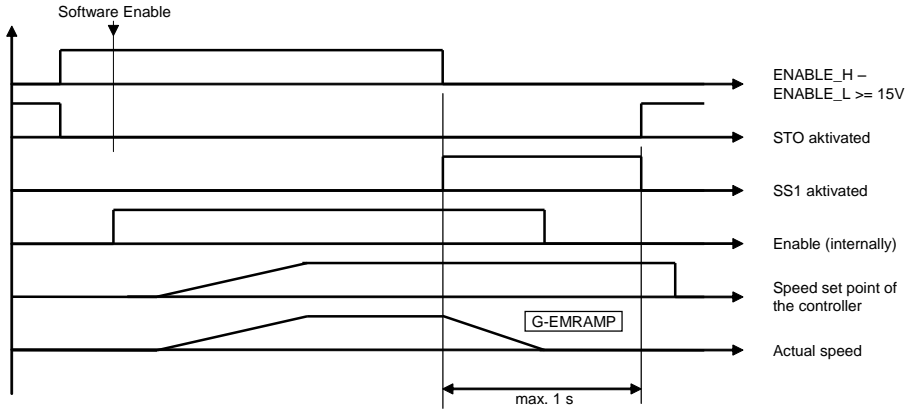 Software Enable
ENABLE_H –
ENABLE_L >= 15V
STO aktivated
SS1 aktivated
Enable (internally)
Speed set point of
the controller
G-EMRAMP
Actual speed
max. 1 s